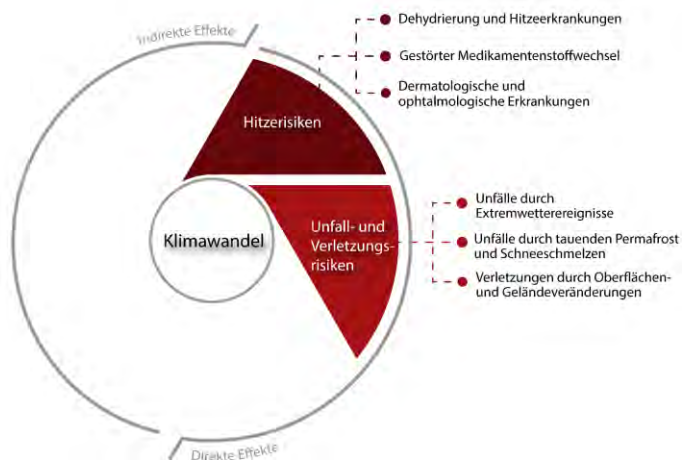 Indirekte Effekte
Dehydrierung und Hitzeerkrankungen
Gestörter Medikamentenstoffwechsel
Dermatologische und
ophtalmologische Erkrankungen
Hitzerisiken
Klimawandel
Unfall- und
Verletzungs-
risiken
Unfälle durch
Extremwetterereignisse
Unfälle durch tauenden Permafrost
und Schneeschmelzen
Verletzungen durch Oberflächen-
und Geländeveränderungen
Direkte Effekte